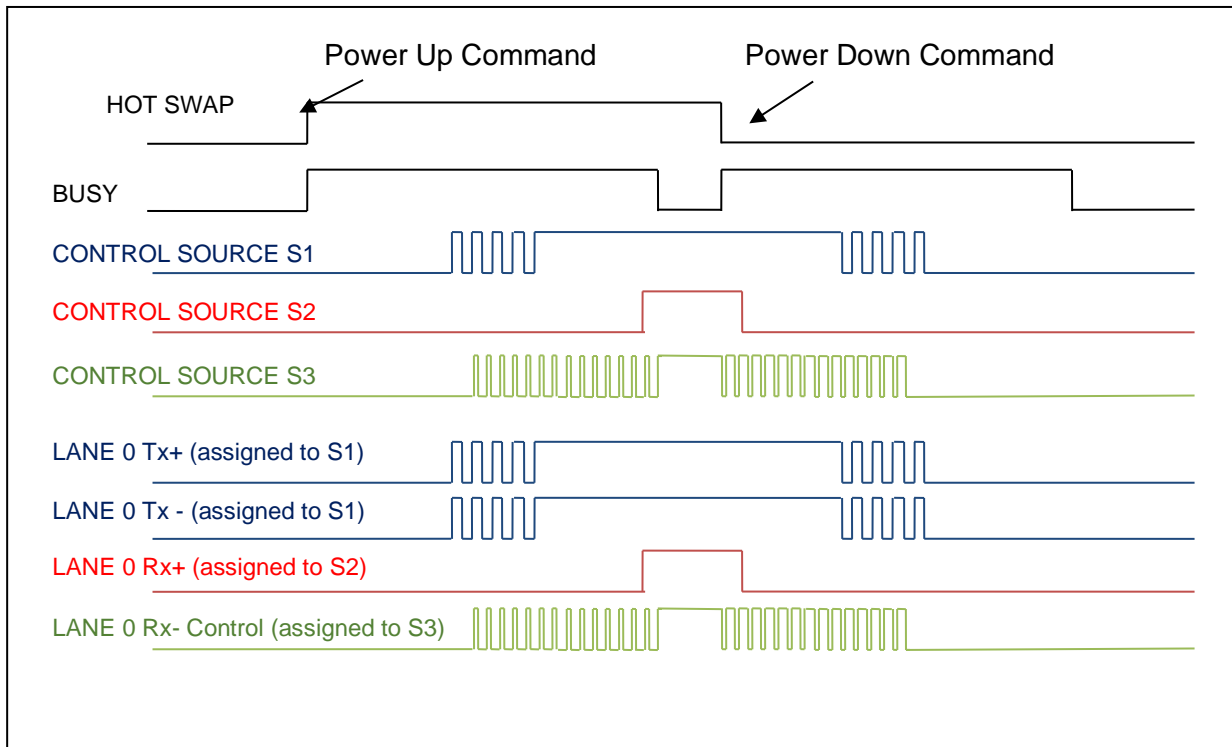 Power Up Command
Power Down Command
HOT SWAP
BUSY
CONTROL SOURCE S1
CONTROL SOURCE S2
CONTROL SOURCE S3
LANE 0 Tx+ (assigned to S1)
LANE 0 Tx - (assigned to S1)
LANE 0 Rx+ (assigned to S2)
LANE 0 Rx- Control (assigned to S3)